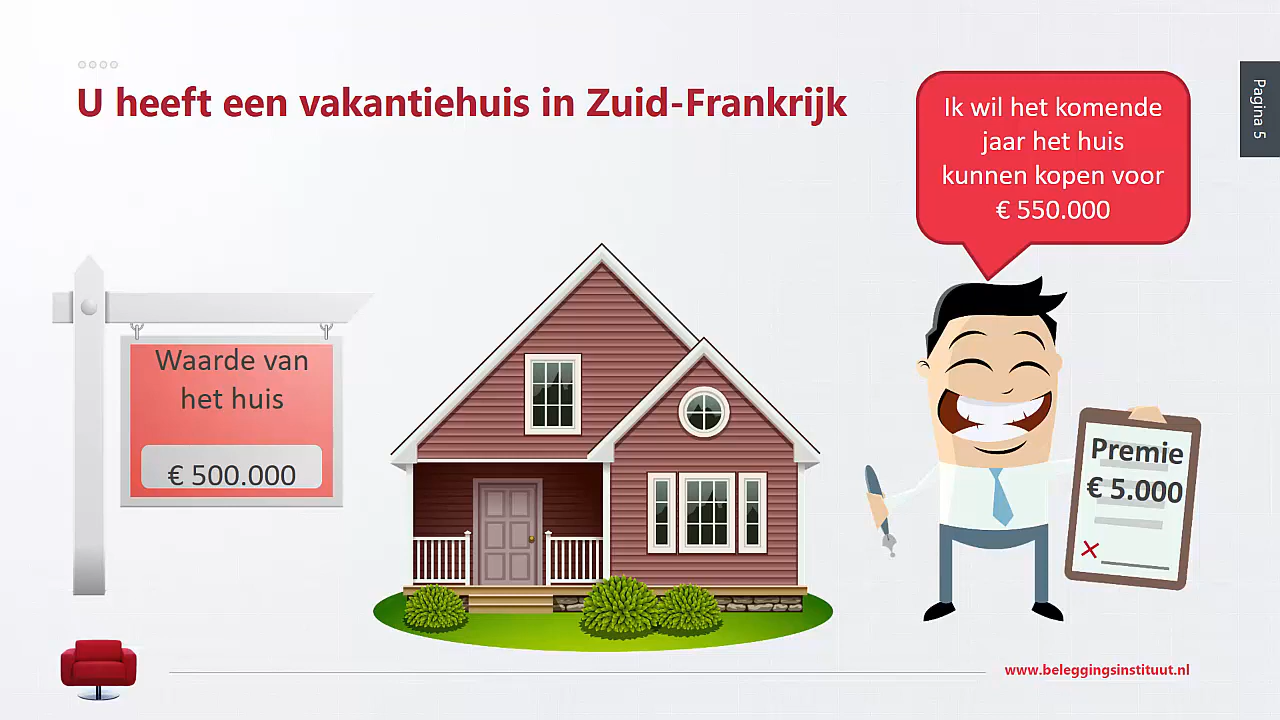 U heeft een vakantiehuis in Zuid-Frankrijk
Ik wil het komende
jaar het huis
kunnen kopen voor
€ 550.000
Pagina 5
Waarde van
het huis
€ 500.000
Premie
€ 5.000
www.beleggingsinstituut.nl